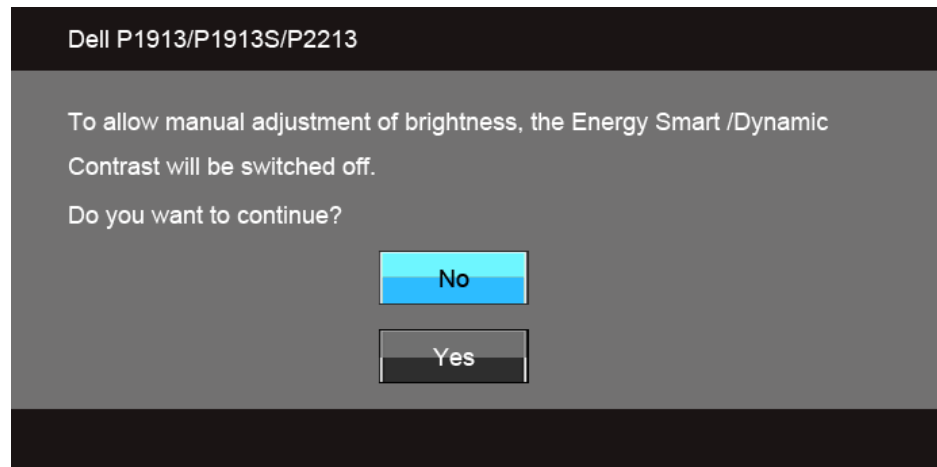 Dell P1913/P1913S/P2213
To allow manual adjustment of brightness, the Energy Smart /Dynamic
Contrast will be switched off.
Do you want to continue?
No
Yes